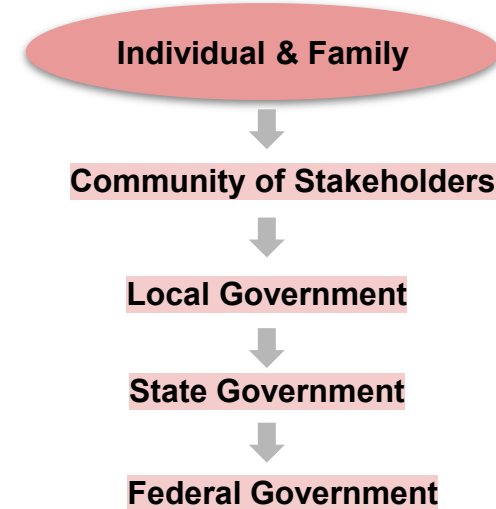 Individual & Family
Community of Stakeholders
Local Government
State Government
Federal Government